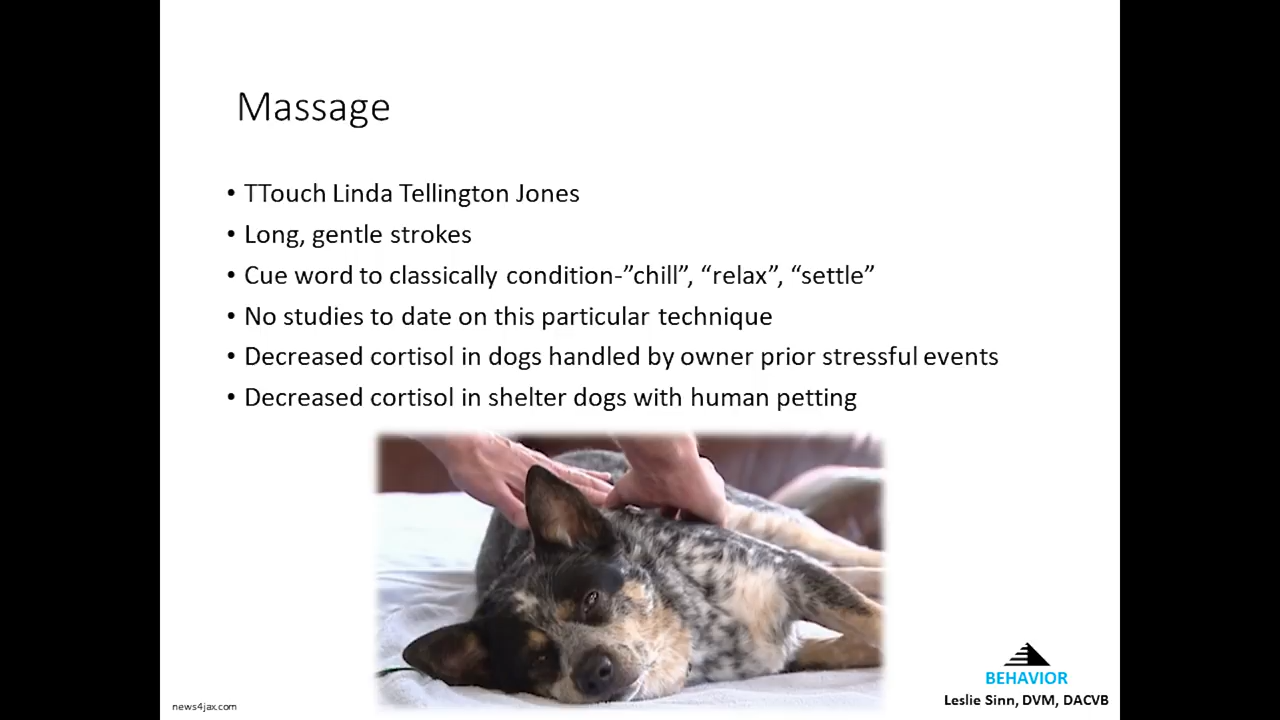 Massage
• TTouch Linda Tellington Jones
• Long, gentle strokes
• Cue word to classically condition-”chill”, “relax”, “settle”
• No studies to date on this particular technique
• Decreased cortisol in dogs handled by owner prior stressful events
• Decreased cortisol in shelter dogs with human petting
BEHAVIOR
Leslie Sinn, DVM, DACVB
news4jax.com